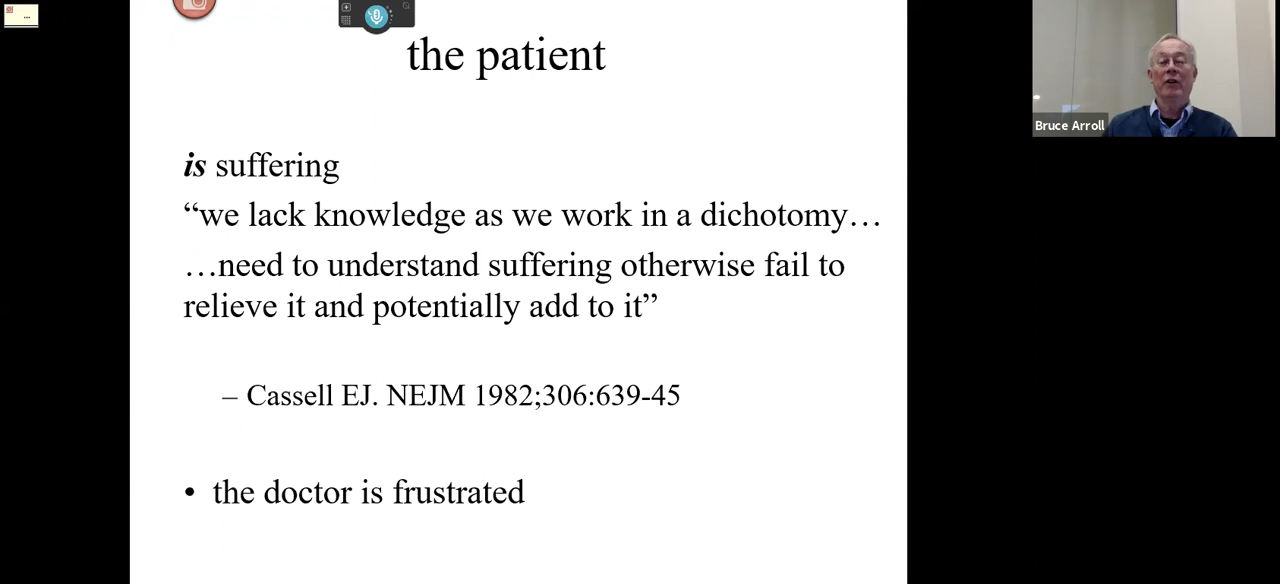 the patient
is suffering
“we lack knowledge as we work in a dichotomy…
…need to understand suffering otherwise fail to
relieve it and potentially add to it”
– Cassell EJ. NEJM 1982;306:639-45
• the doctor is frustrated
Bruce Arroll